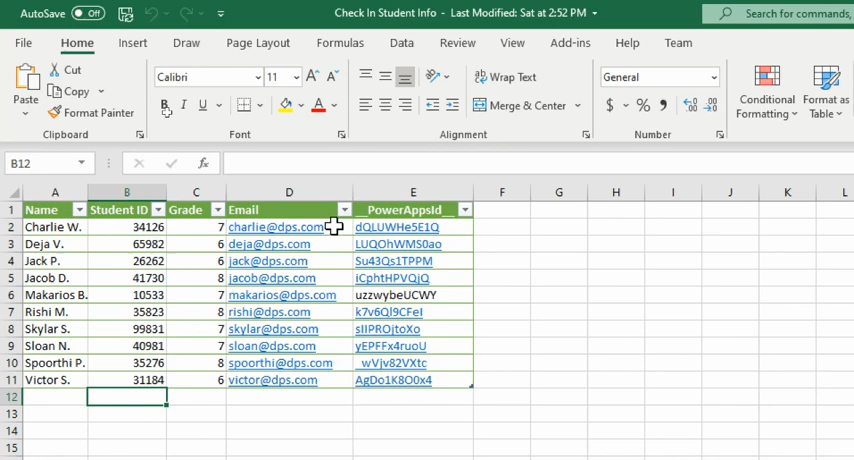 AutoSave Off Check In Student Info - Last Modified: Sat at 2:52 PM Search for commands,
File Home Insert Draw Page Layout Formulas Data Review View Add-ins Help Team
Paste Cut Copy Format Painter
Calibri 11 A A
B I U A
ab Wrap Text
Merge & Center
General
$ % ,
Conditional Formatting
Format as Table
Clipboard Font Alignment Number
B12 fx
A B C D E F G H I J K L
1 Name Student ID Grade Email __PowerAppsId__
2 Charlie W. 34126 7 charlie@dps.com dQLUWHe5E1Q
3 Deja V. 65982 6 deja@dps.com LUQOhWMS0ao
4 Jack P. 26262 6 jack@dps.com Su43Qs1TPPM
5 Jacob D. 41730 8 jacob@dps.com iCphtHPVQjQ
6 Makarios B. 10533 7 makarios@dps.com uzzwybeUCWY
7 Rishi M. 35823 8 rishi@dps.com k7v6Ql9CFeI
8 Skylar S. 99831 7 skylar@dps.com sIIPROjtoXo
9 Sloan N. 40981 7 sloan@dps.com yEPFFx4ruoU
10 Spoorthi P. 35276 8 spoorthi@dps.com _wVjv82VXtc
11 Victor S. 31184 6 victor@dps.com AgDo1K8O0x4
12
13
14
15